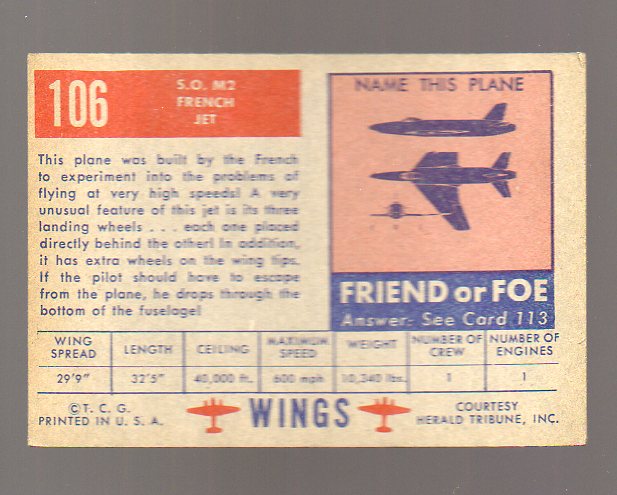 106
S.O. M2
FRENCH
JET
This plane was built by the French
to experiment into the problems of
flying at very high speeds! A very
unusual feature of this jet is its three
landing wheels . . . each one placed
directly behind the other! In addition,
it has extra wheels on the wing tips.
If the pilot should have to escape
from the plane, he drops through the
bottom of the fuselage!
NAME THIS PLANE
FRIEND or FOE
Answer- See Card 113
WING SPREAD
LENGTH
CEILING
MAXIMUM SPEED
WEIGHT
NUMBER OF CREW
NUMBER OF ENGINES
29'9"
32'5"
40,000 ft.
600 mph
10,340 lbs.
1
1
©T. C. G.
PRINTED IN U. S. A.
WINGS
COURTESY
HERALD TRIBUNE, INC.